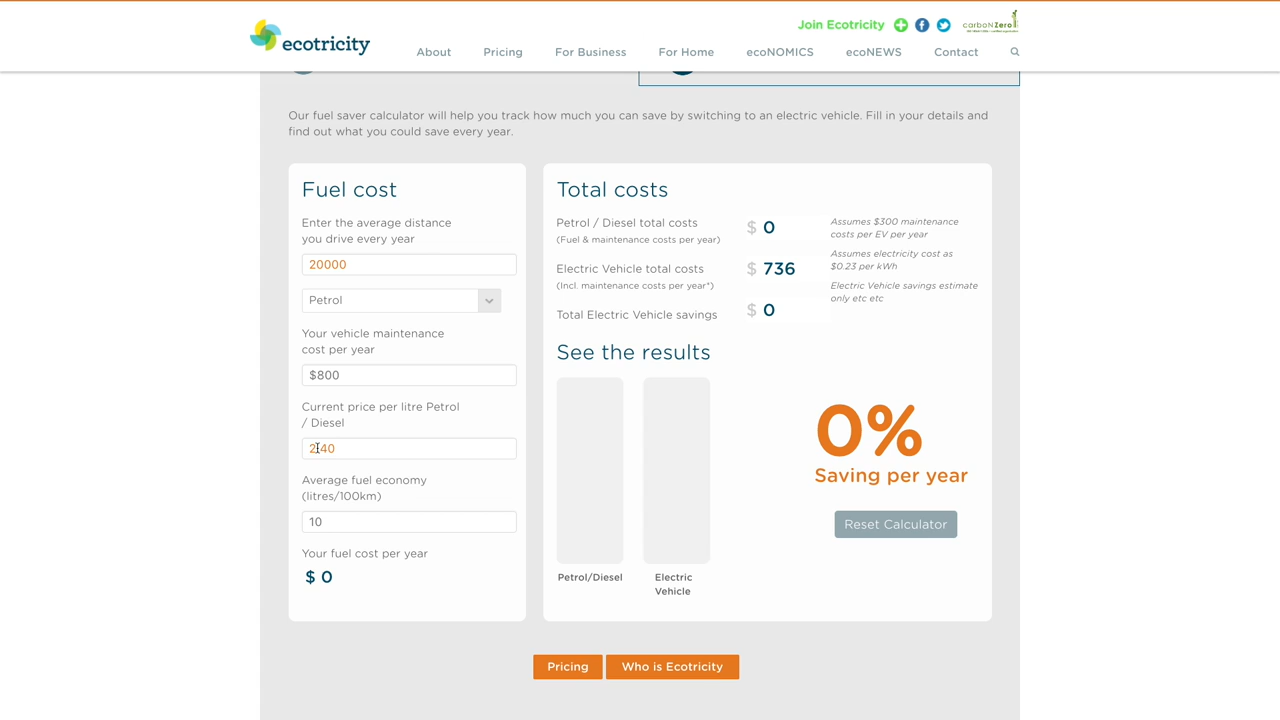 Join Ecotricity
carboNZero
ecotricity
About
Pricing
For Business
For Home
ecoNOMICS
ecoNEWS
Contact
Our fuel saver calculator will help you track how much you can save by switching to an electric vehicle. Fill in your details and
find out what you could save every year.
Fuel cost
Enter the average distance
you drive every year
20000
Petrol
Your vehicle maintenance
cost per year
$800
Current price per litre Petrol
/ Diesel
2.40
Average fuel economy
(litres/100km)
10
Your fuel cost per year
$ 0
Total costs
Petrol / Diesel total costs
(Fuel & maintenance costs per year)
$ 0
Electric Vehicle total costs
(Incl. maintenance costs per year*)
$ 736
Total Electric Vehicle savings
$ 0
Assumes $300 maintenance
costs per EV per year
Assumes electricity cost as
$0.23 per kWh
Electric Vehicle savings estimate
only etc etc
See the results
Petrol/Diesel
Electric
Vehicle
0%
Saving per year
Reset Calculator
Pricing
Who is Ecotricity